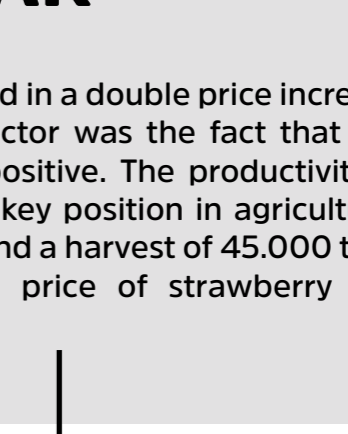 d in a double price incre
ctor was the fact that
positive. The productivit
key position in agricult
nd a harvest of 45.000 t
price of strawberry